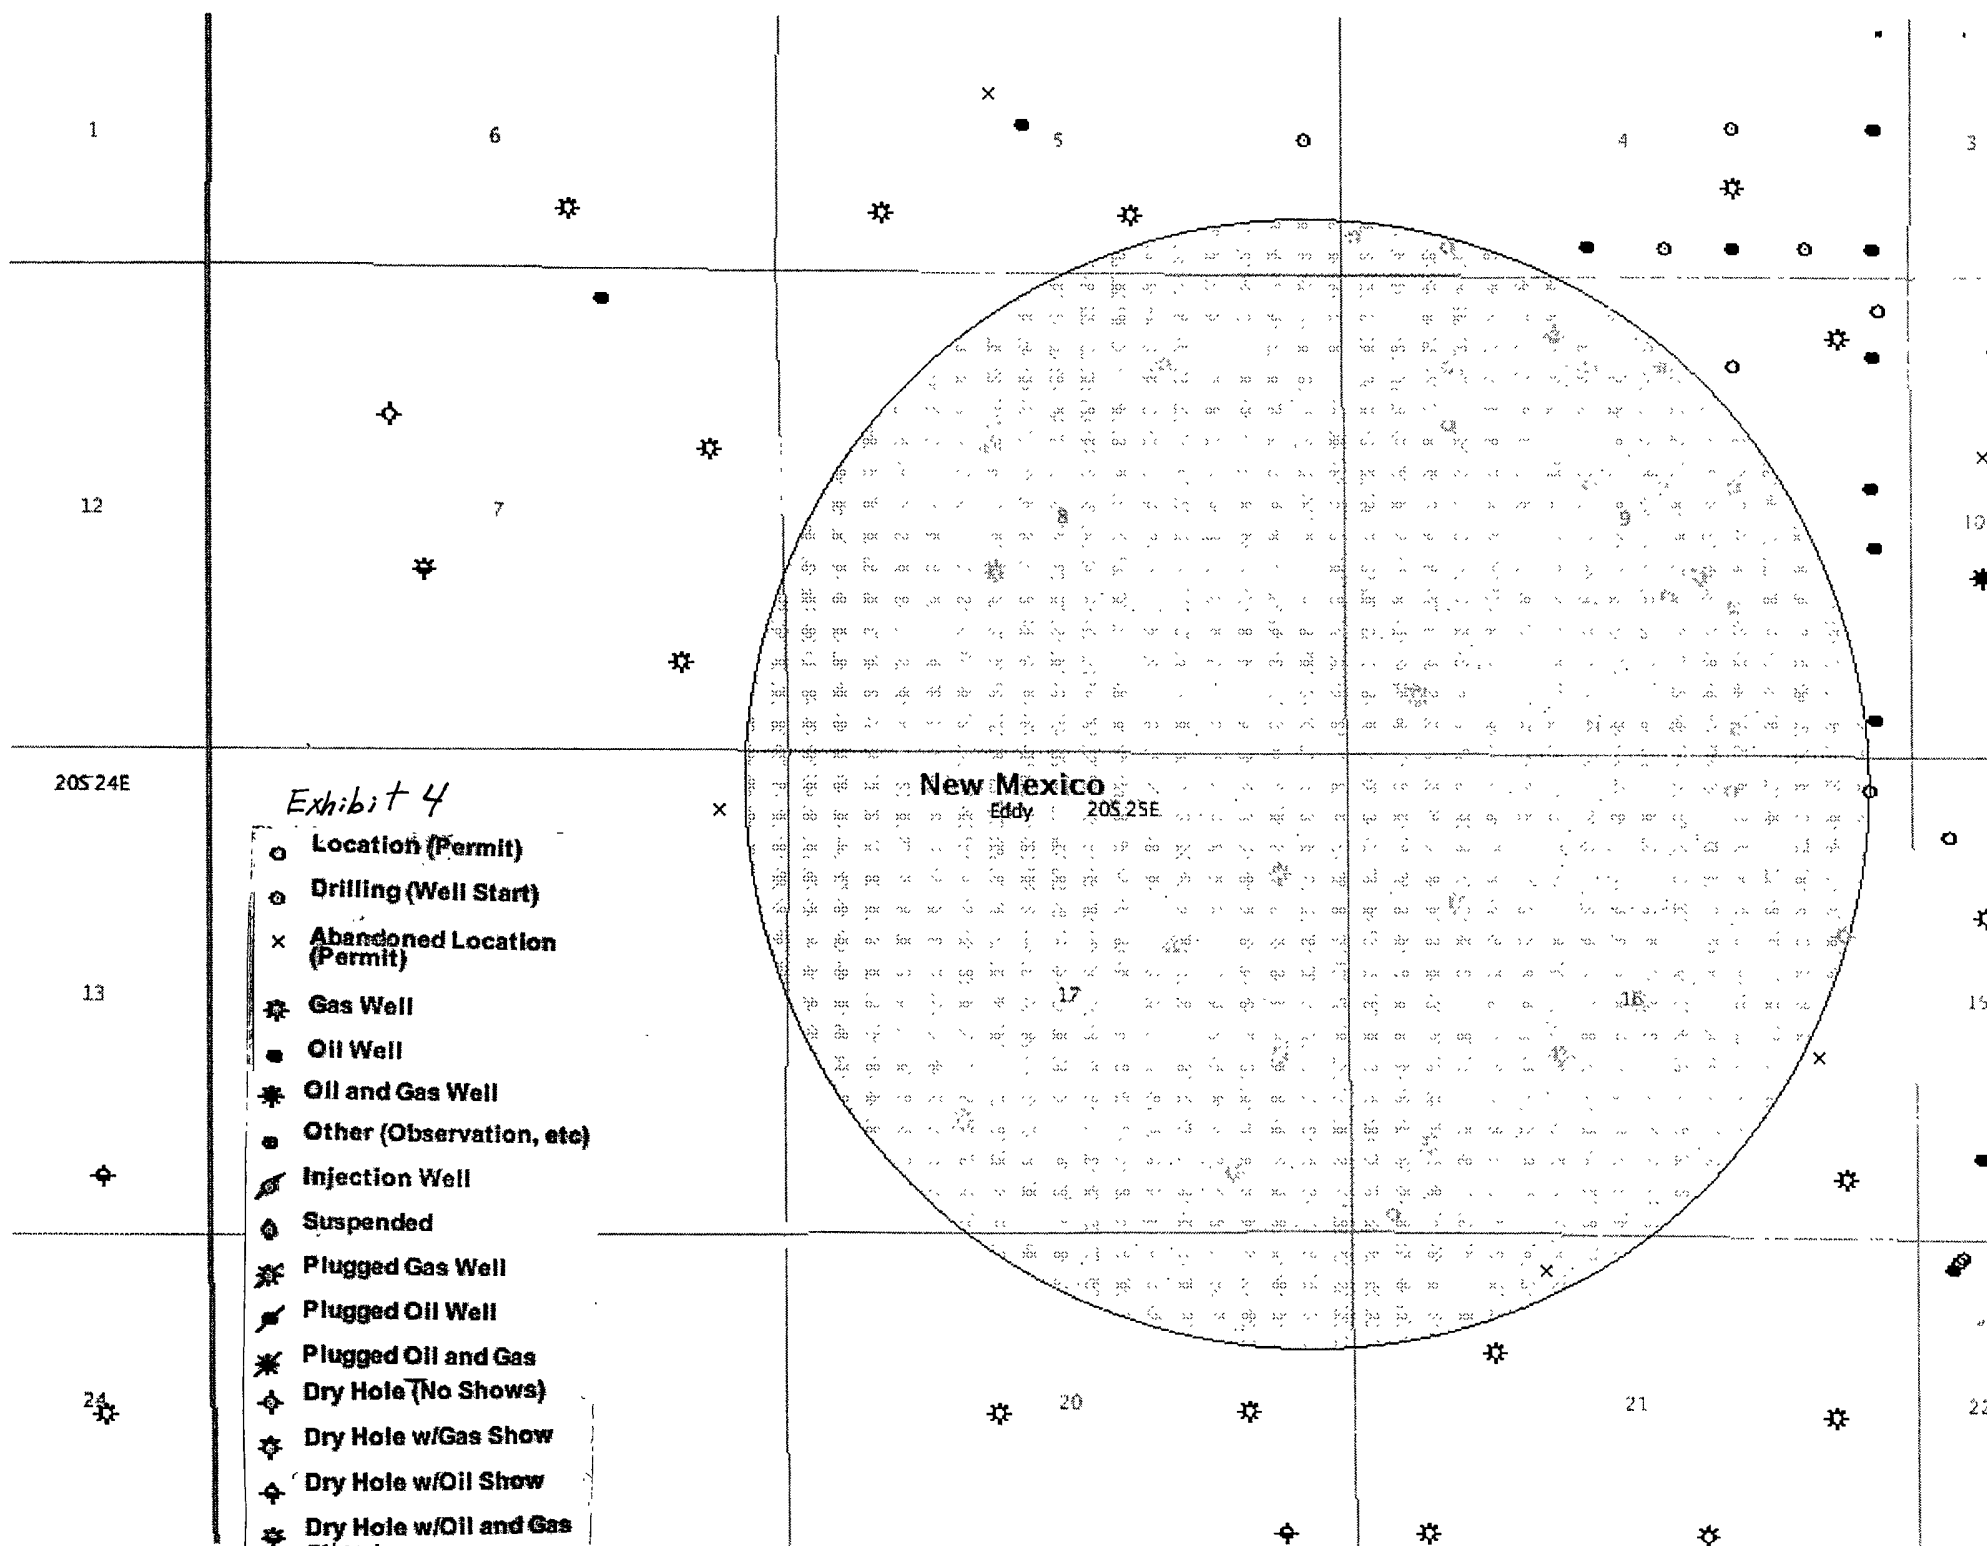 1
6
5
4
3
12
7
8
9
10
20S 24E
Exhibit 4
New Mexico
Eddy
20S 25E
Location (Permit)
Drilling (Well Start)
Abandoned Location
(Permit)
Gas Well
Oil Well
Oil and Gas Well
Other (Observation, etc)
Injection Well
Suspended
Plugged Gas Well
Plugged Oil Well
Plugged Oil and Gas
Dry Hole (No Shows)
Dry Hole w/Gas Show
Dry Hole w/Oil Show
Dry Hole w/Oil and Gas
13
17
16
15
24
20
21
22